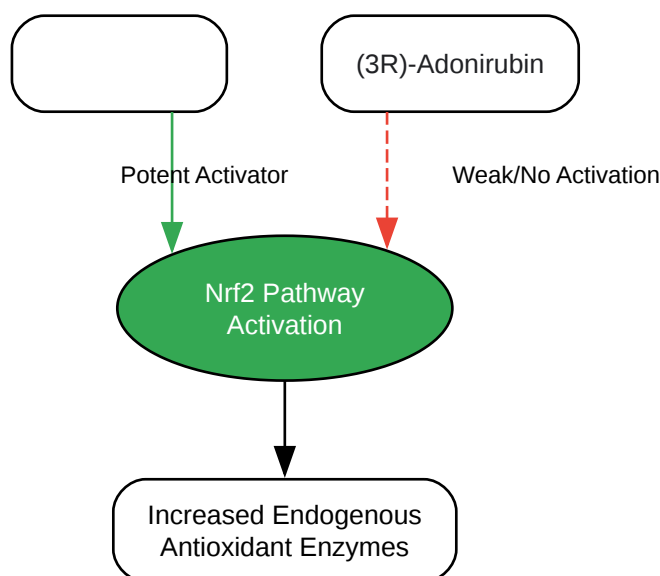 (3R)-Adonirubin
Potent Activator
Weak/No Activation
Nrf2 Pathway
Activation
Increased Endogenous
Antioxidant Enzymes